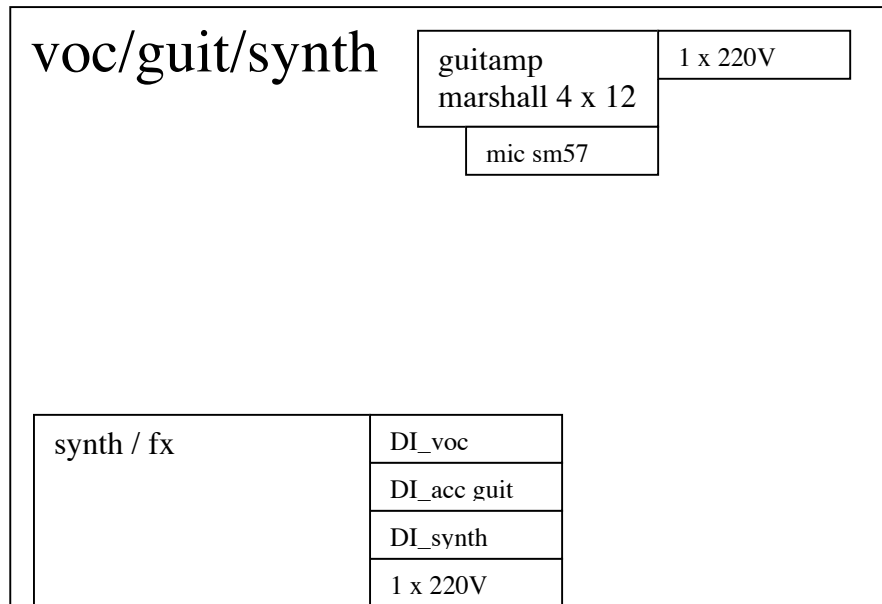 voc/guit/synth
guitamp
marshall 4 x 12
1 x 220V
mic sm57
synth / fx
DI_voc
DI_acc guit
DI_synth
1 x 220V